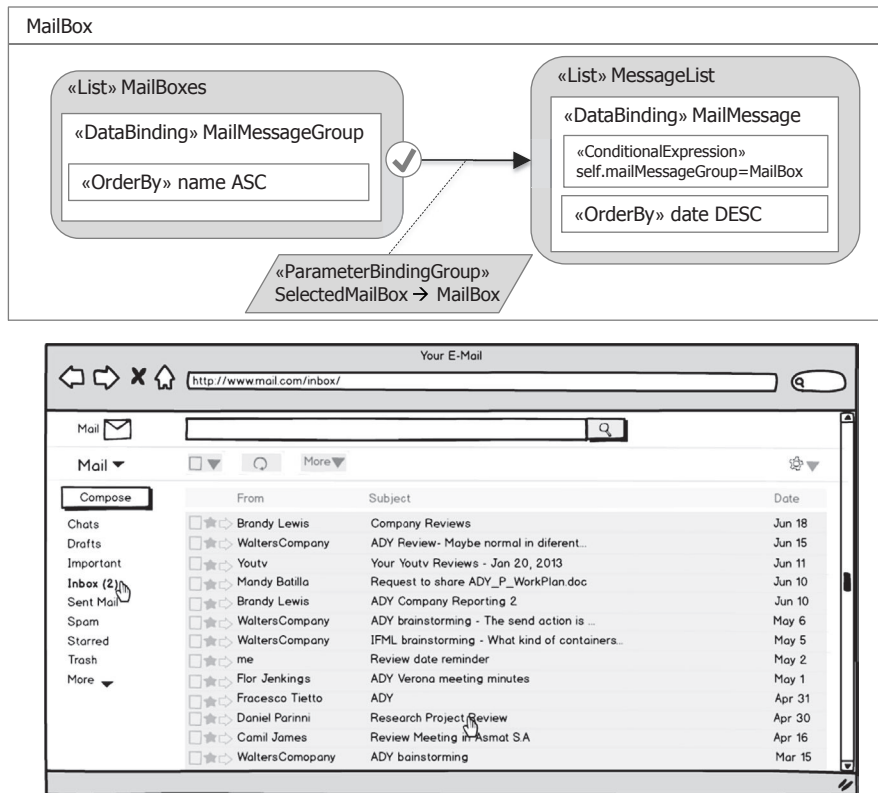 MailBox
«List» MailBoxes
«DataBinding» MailMessageGroup
«OrderBy» name ASC
«List» MessageList
«DataBinding» MailMessage
«ConditionalExpression»
self.mailMessageGroup=MailBox
«OrderBy» date DESC
«ParameterBindingGroup»
SelectedMailBox → MailBox
Your E-Mail
http://www.mail.com/inbox/
Mail
Mail More
Compose From Subject Date
Chats Brandy Lewis Company Reviews Jun 18
Drafts WaltersCompany ADY Review- Maybe normal in diferent... Jun 15
Important Youtv Your Youtv Reviews - Jan 20, 2013 Jun 11
Inbox (2) Mandy Batilla Request to share ADY_P_WorkPlan.doc Jun 10
Sent Mail Brandy Lewis ADY Company Reporting 2 Jun 10
Spam WaltersCompany ADY brainstorming - The send action is ... May 6
Starred WaltersCompany IFML brainstorming - What kind of containers... May 5
Trash me Review date reminder May 2
More Flor Jenkings ADY Verona meeting minutes May 1
Fracesco Tietto ADY Apr 31
Daniel Parinni Research Project Review Apr 30
Camil James Review Meeting in Asmat S.A Apr 16
WaltersComopany ADY bainstorming Mar 15